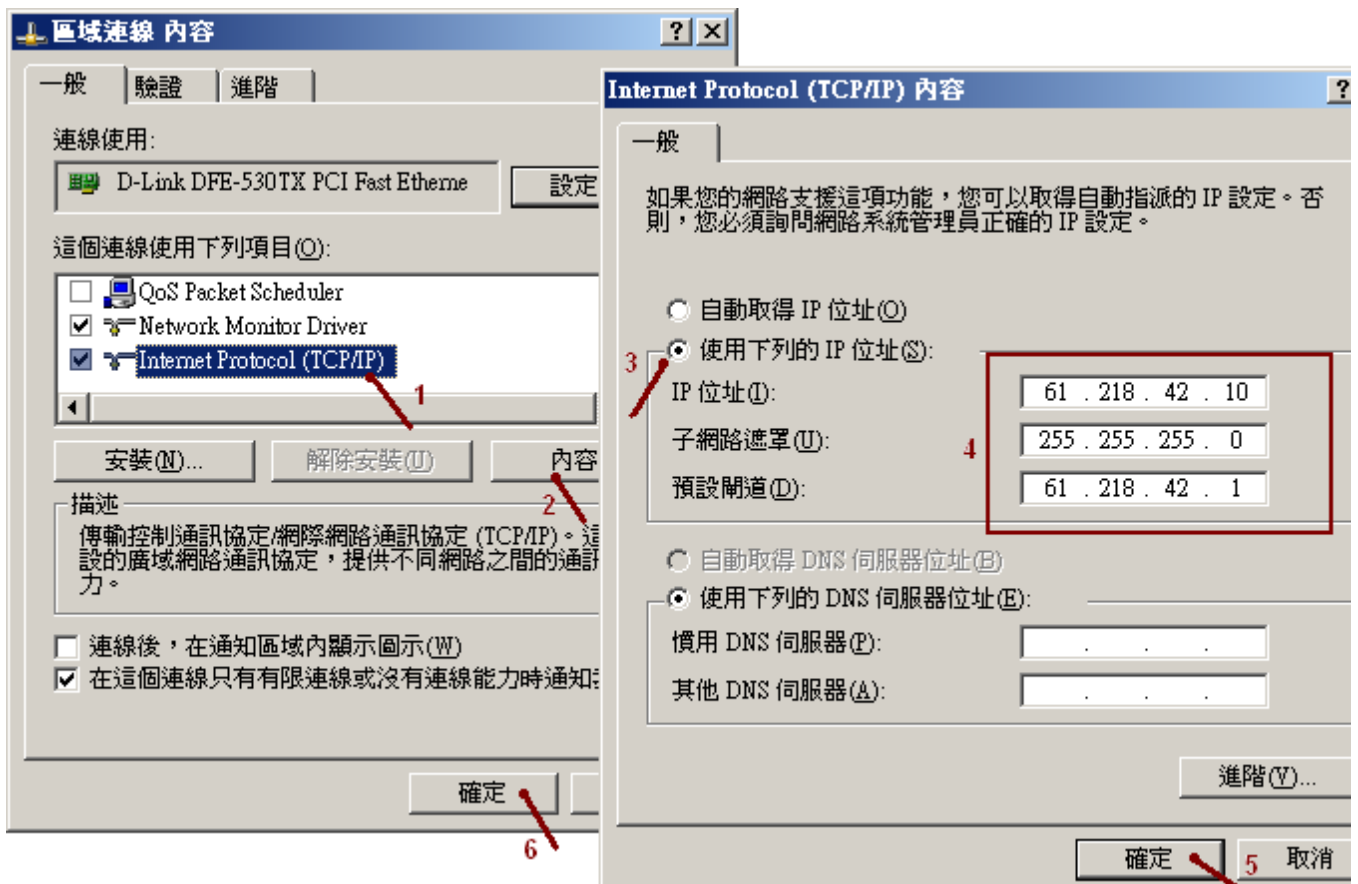 區域連線 內容
一般
驗證
進階
連線使用:
D-Link DFE-530TX PCI Fast Etherne
設定
這個連線使用下列項目(O):
QoS Packet Scheduler
Network Monitor Driver
Internet Protocol (TCP/IP)
1
安裝(N)...
解除安裝(U)
內容
2
描述
傳輸控制通訊協定/網際網路通訊協定 (TCP/IP)。這
設的廣域網路通訊協定,提供不同網路之間的通訊
力。
連線後,在通知區域內顯示圖示(W)
在這個連線只有有限連線或沒有連線能力時通知
確定
6
Internet Protocol (TCP/IP) 內容
一般
如果您的網路支援這項功能,您可以取得自動指派的 IP 設定。否
則,您必須詢問網路系統管理員正確的 IP 設定。
自動取得 IP 位址(O)
3
使用下列的 IP 位址(S):
IP 位址(I):
61 . 218 . 42 . 10
子網路遮罩(U):
4
255 . 255 . 255 . 0
預設閘道(D):
61 . 218 . 42 . 1
自動取得 DNS 伺服器位址(B)
使用下列的 DNS 伺服器位址(E):
慣用 DNS 伺服器(P):
. . .
其他 DNS 伺服器(A):
. . .
進階(V)...
確定
5
取消